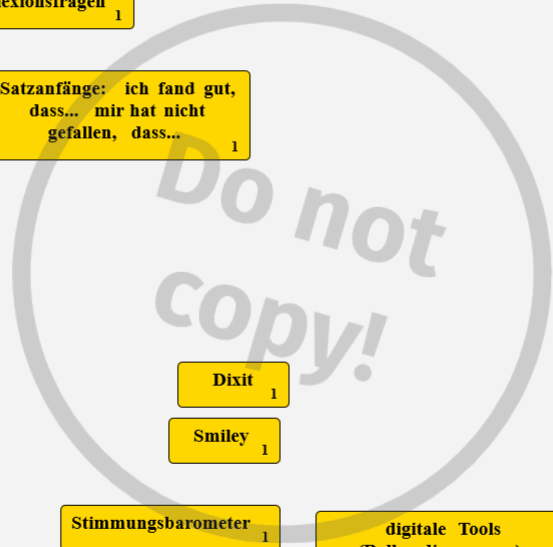 1
Satzanfänge: ich fand gut,
dass... mir hat nicht
gefallen, dass...
1
Do not
copy!
Dixit
1
Smiley
1
Stimmungsbarometer
1
digitale Tools